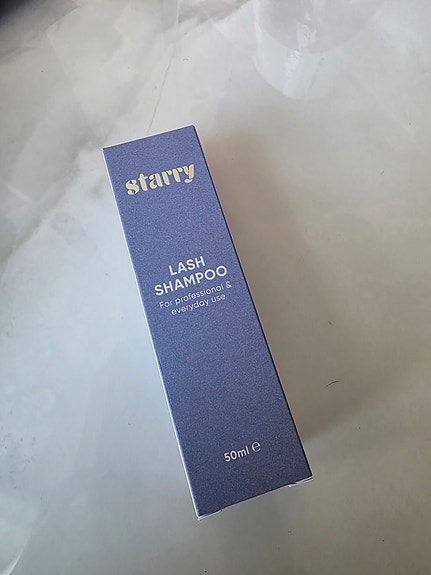 starry
LASH
SHAMPOO
For professional &
everyday use
50ml ℮